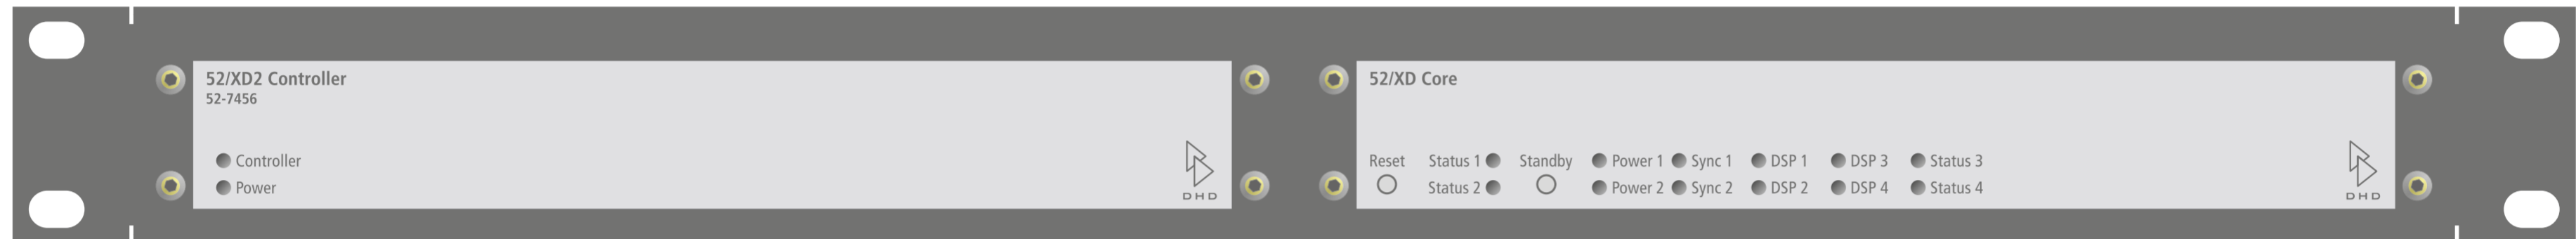 52/XD2 Controller
52-7456
Controller
Power
DHD
52/XD Core
Reset Status 1 Standby Power 1 Sync 1 DSP 1 DSP 3 Status 3
Status 2 Power 2 Sync 2 DSP 2 DSP 4 Status 4
DHD